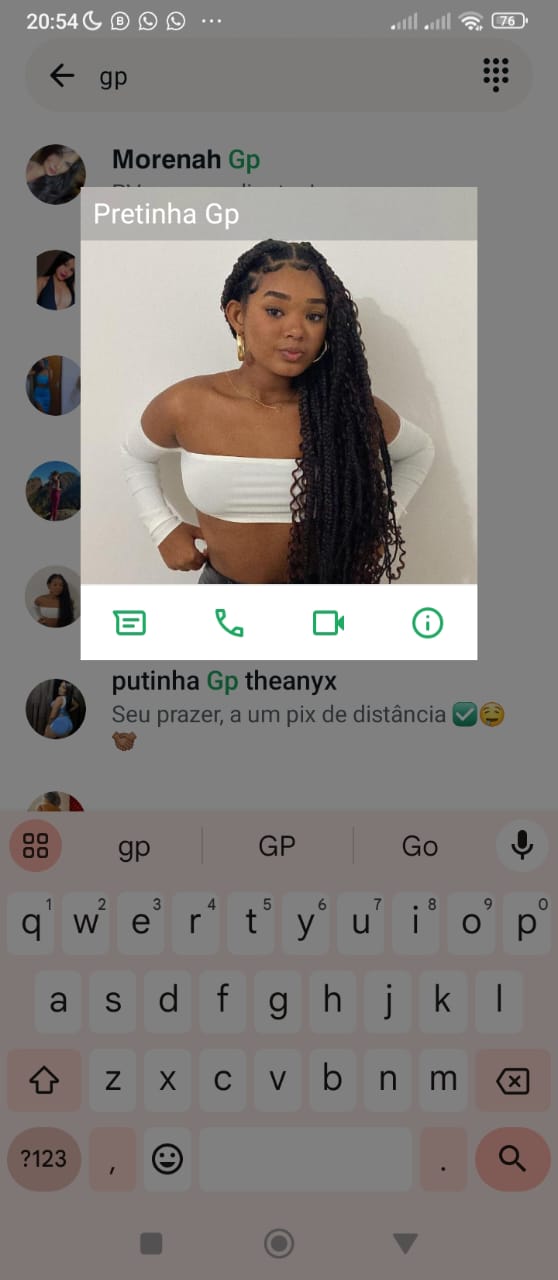 20:54
76
gp
Morenah Gp
Pretinha Gp
putinha Gp theanyx
Seu prazer, a um pix de distância ✅🤤
🤝🏾
gp GP Go
q1 w2 e3 r4 t5 y6 u7 i8 o9 p0
a s d f g h j k l
z x c v b n m
?123 , .